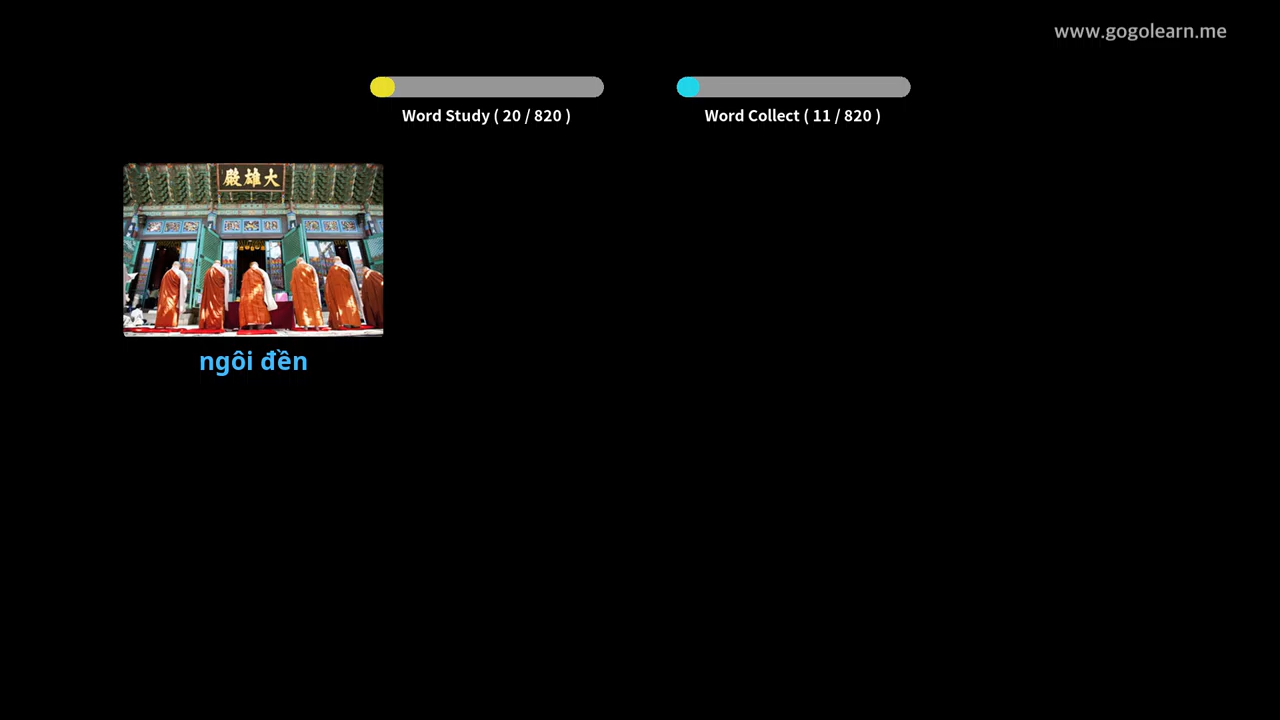 www.gogolearn.me
Word Study ( 20 / 820 )
Word Collect ( 11 / 820 )
殿雄大
ngôi đền